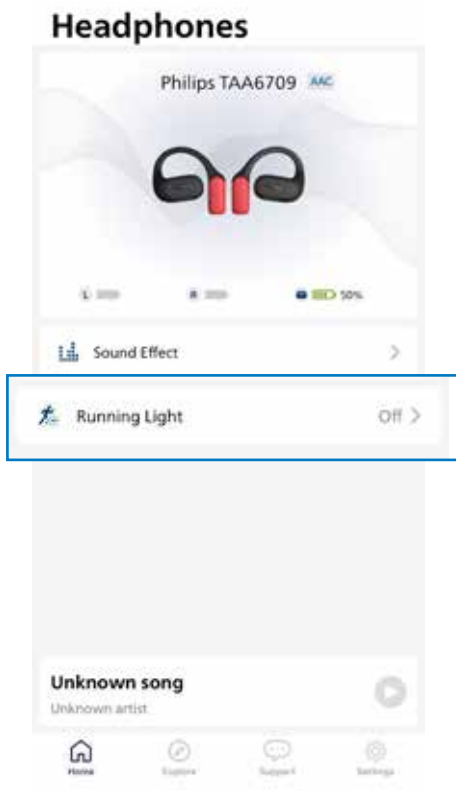 Headphones
Philips TAA6709 AAC
L R 50%
Sound Effect
Running Light Off
Unknown song
Unknown artist
Home Explore Support Settings